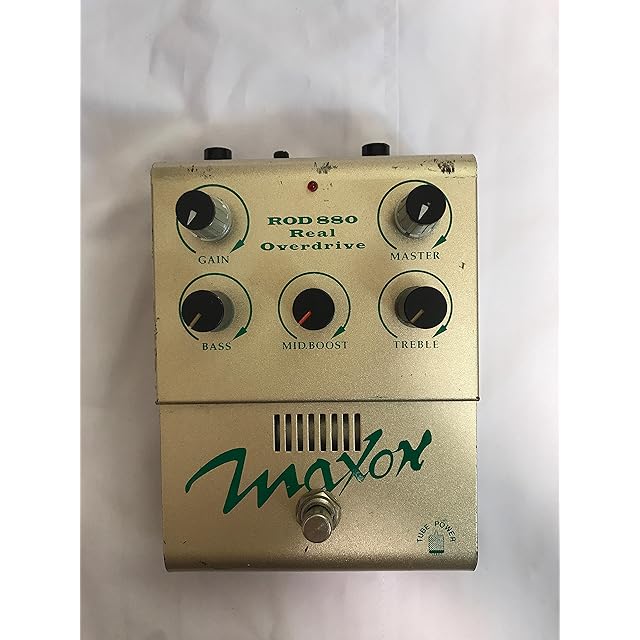 ROD 880
Real
Overdrive
GAIN
MASTER
BASS
MID.BOOST
TREBLE
maxon
TUBE POWER